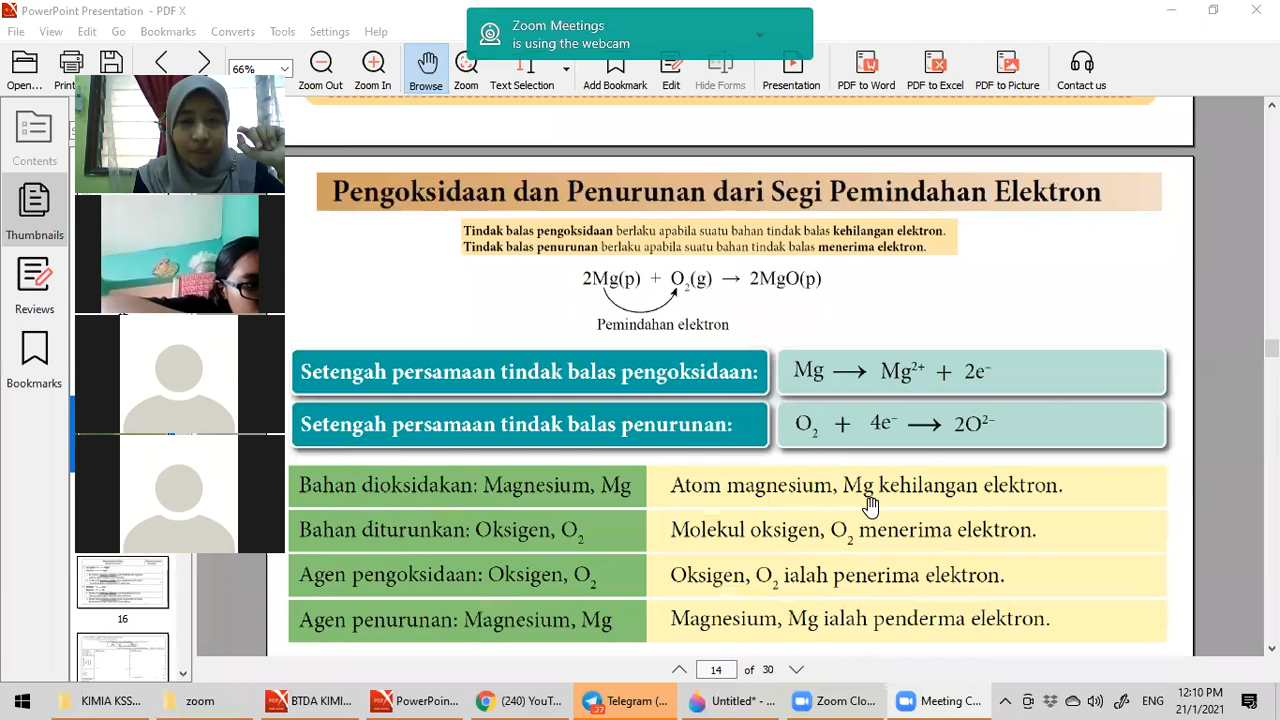 PowerPoint Presentation - PDF X
Zoom Meetings
is using the webcam
File View Edit Go Bookmarks Converts Tools Settings Help
66%
Open... Print Zoom Out Zoom In Browse Zoom Text Selection Add Bookmark Edit Hide Forms Presentation PDF to Word PDF to Excel PDF to Picture Contact us
Contents
Thumbnails
Reviews
Bookmarks
Pengoksidaan dan Penurunan dari Segi Pemindahan Elektron
Tindak balas pengoksidaan berlaku apabila suatu bahan tindak balas kehilangan elektron.
Tindak balas penurunan berlaku apabila suatu bahan tindak balas menerima elektron.
2Mg(p) + O₂(g) → 2MgO(p)
Pemindahan elektron
Setengah persamaan tindak balas pengoksidaan: Mg ⟶ Mg²⁺ + 2e⁻
Setengah persamaan tindak balas penurunan: O₂ + 4e⁻ ⟶ 2O²⁻
Bahan dioksidakan: Magnesium, Mg Atom magnesium, Mg kehilangan elektron.
Bahan diturunkan: Oksigen, O₂ Molekul oksigen, O₂ menerima elektron.
Agen pengoksidaan: Oksigen, O₂ Oksigen, O₂ ialah penerima elektron.
Agen penurunan: Magnesium, Mg Magnesium, Mg ialah penderma elektron.
16
14 of 30
KIMIA KSS... zoom BTDA KIMI... PowerPoin... (240) YouT... Telegram (... Untitled* - ... Zoom Clo... Meeting C... ENG
12:10 PM
21/1/2021
27